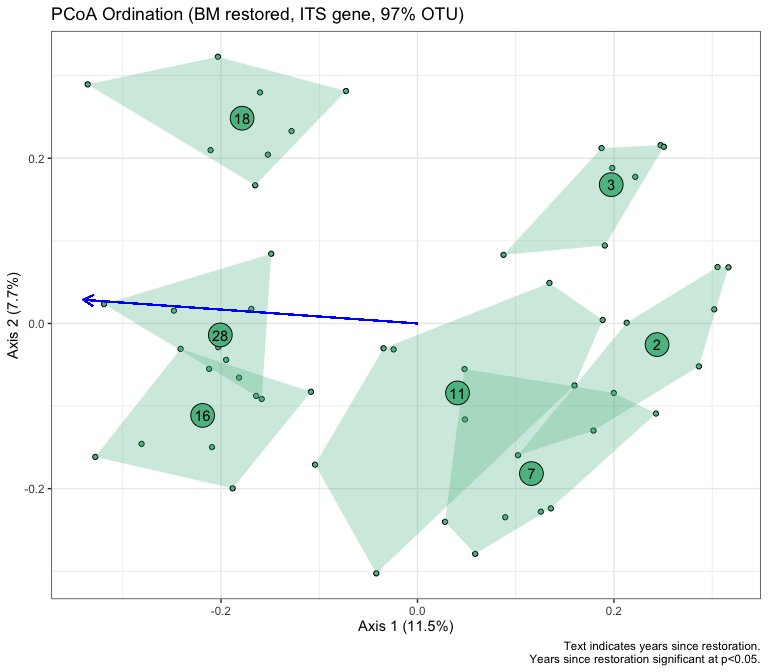 PCoA Ordination (BM restored, ITS gene, 97% OTU)
18
3
0.2
28
2
0.0
11
16
7
-0.2
-0.2
0.0
0.2
Axis 1 (11.5%)
Axis 2 (7.7%)
Text indicates years since restoration.
Years since restoration significant at p<0.05.